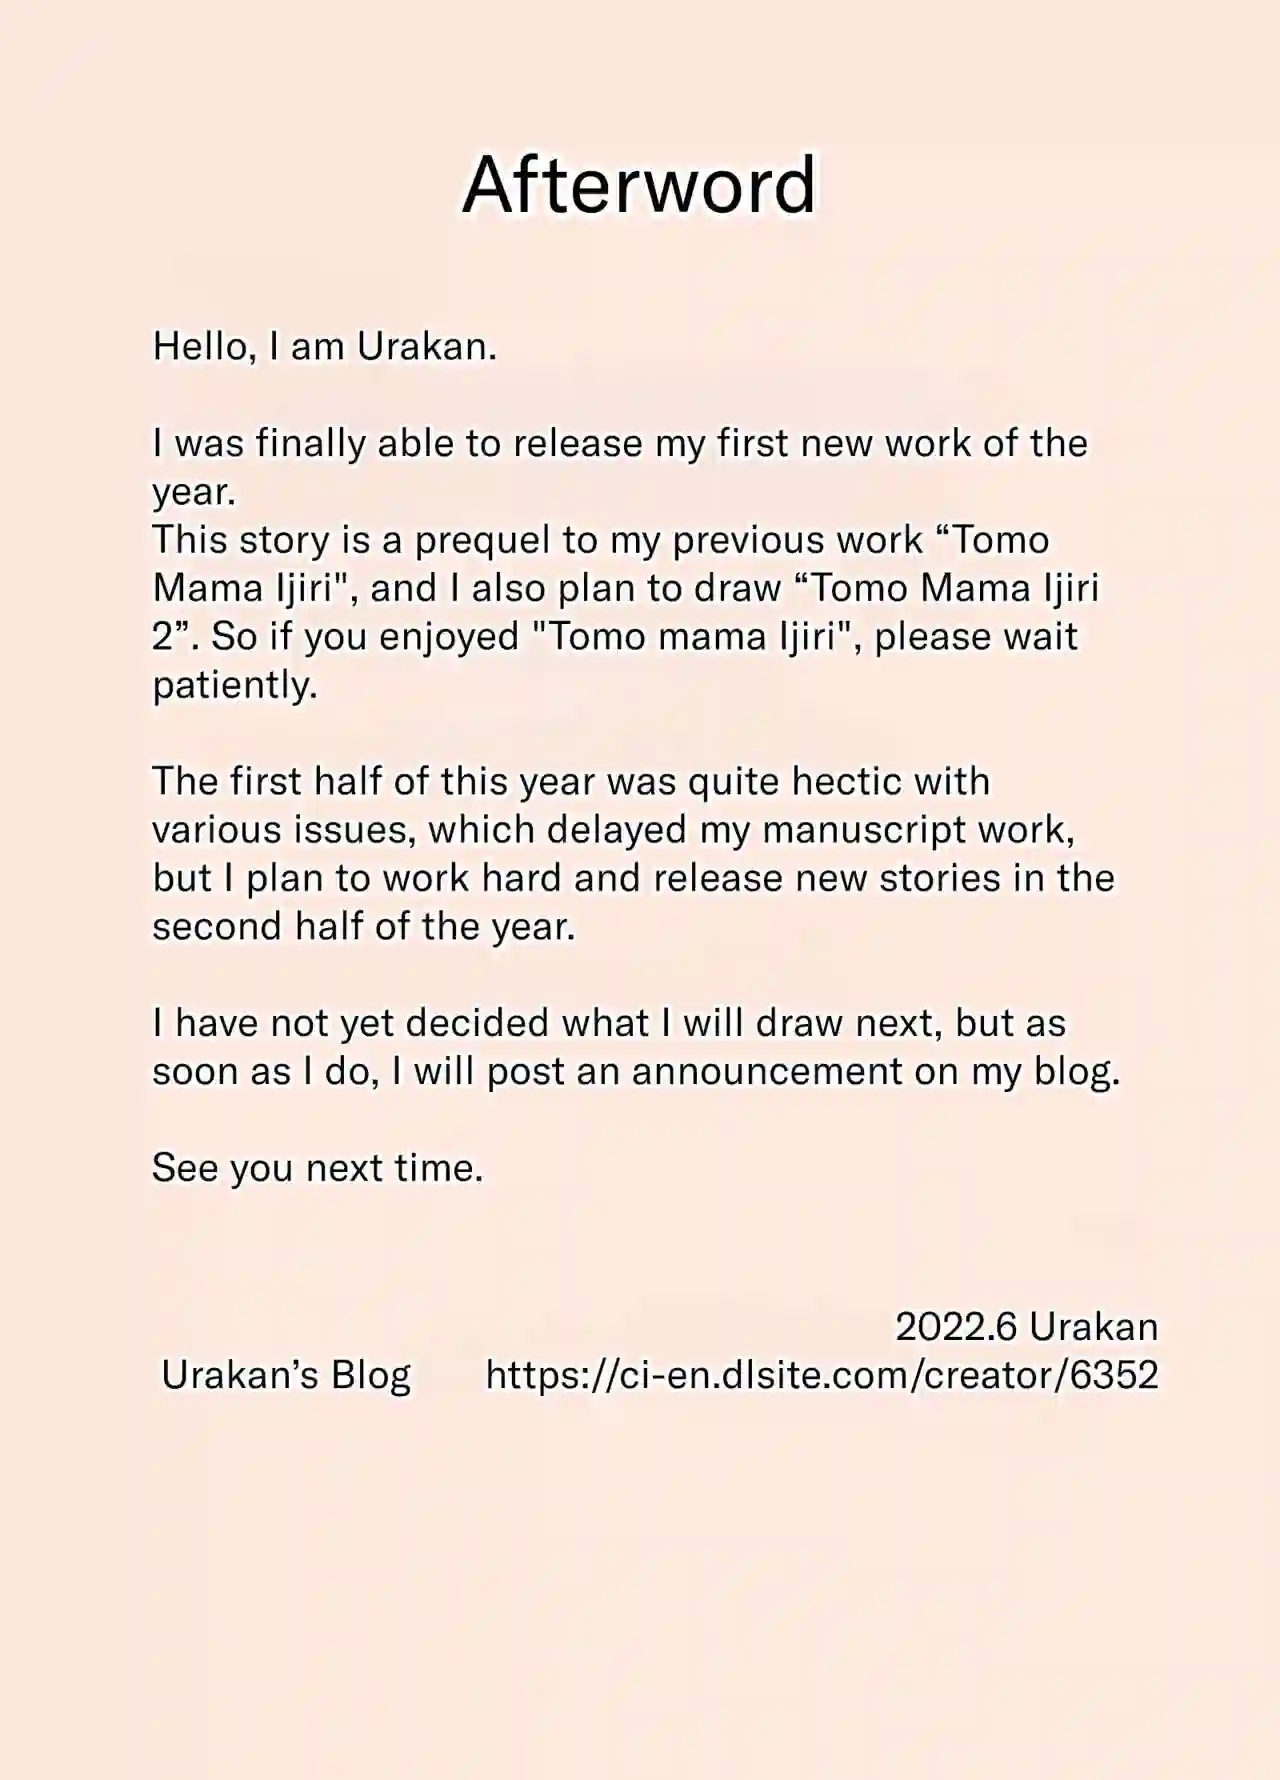 Afterword
Hello, I am Urakan.
I was finally able to release my first new work of the
year.
This story is a prequel to my previous work “Tomo
Mama Ijiri", and I also plan to draw “Tomo Mama Ijiri
2”. So if you enjoyed "Tomo mama Ijiri", please wait
patiently.
The first half of this year was quite hectic with
various issues, which delayed my manuscript work,
but I plan to work hard and release new stories in the
second half of the year.
I have not yet decided what I will draw next, but as
soon as I do, I will post an announcement on my blog.
See you next time.
2022.6 Urakan
Urakan’s Blog https://ci-en.dlsite.com/creator/6352